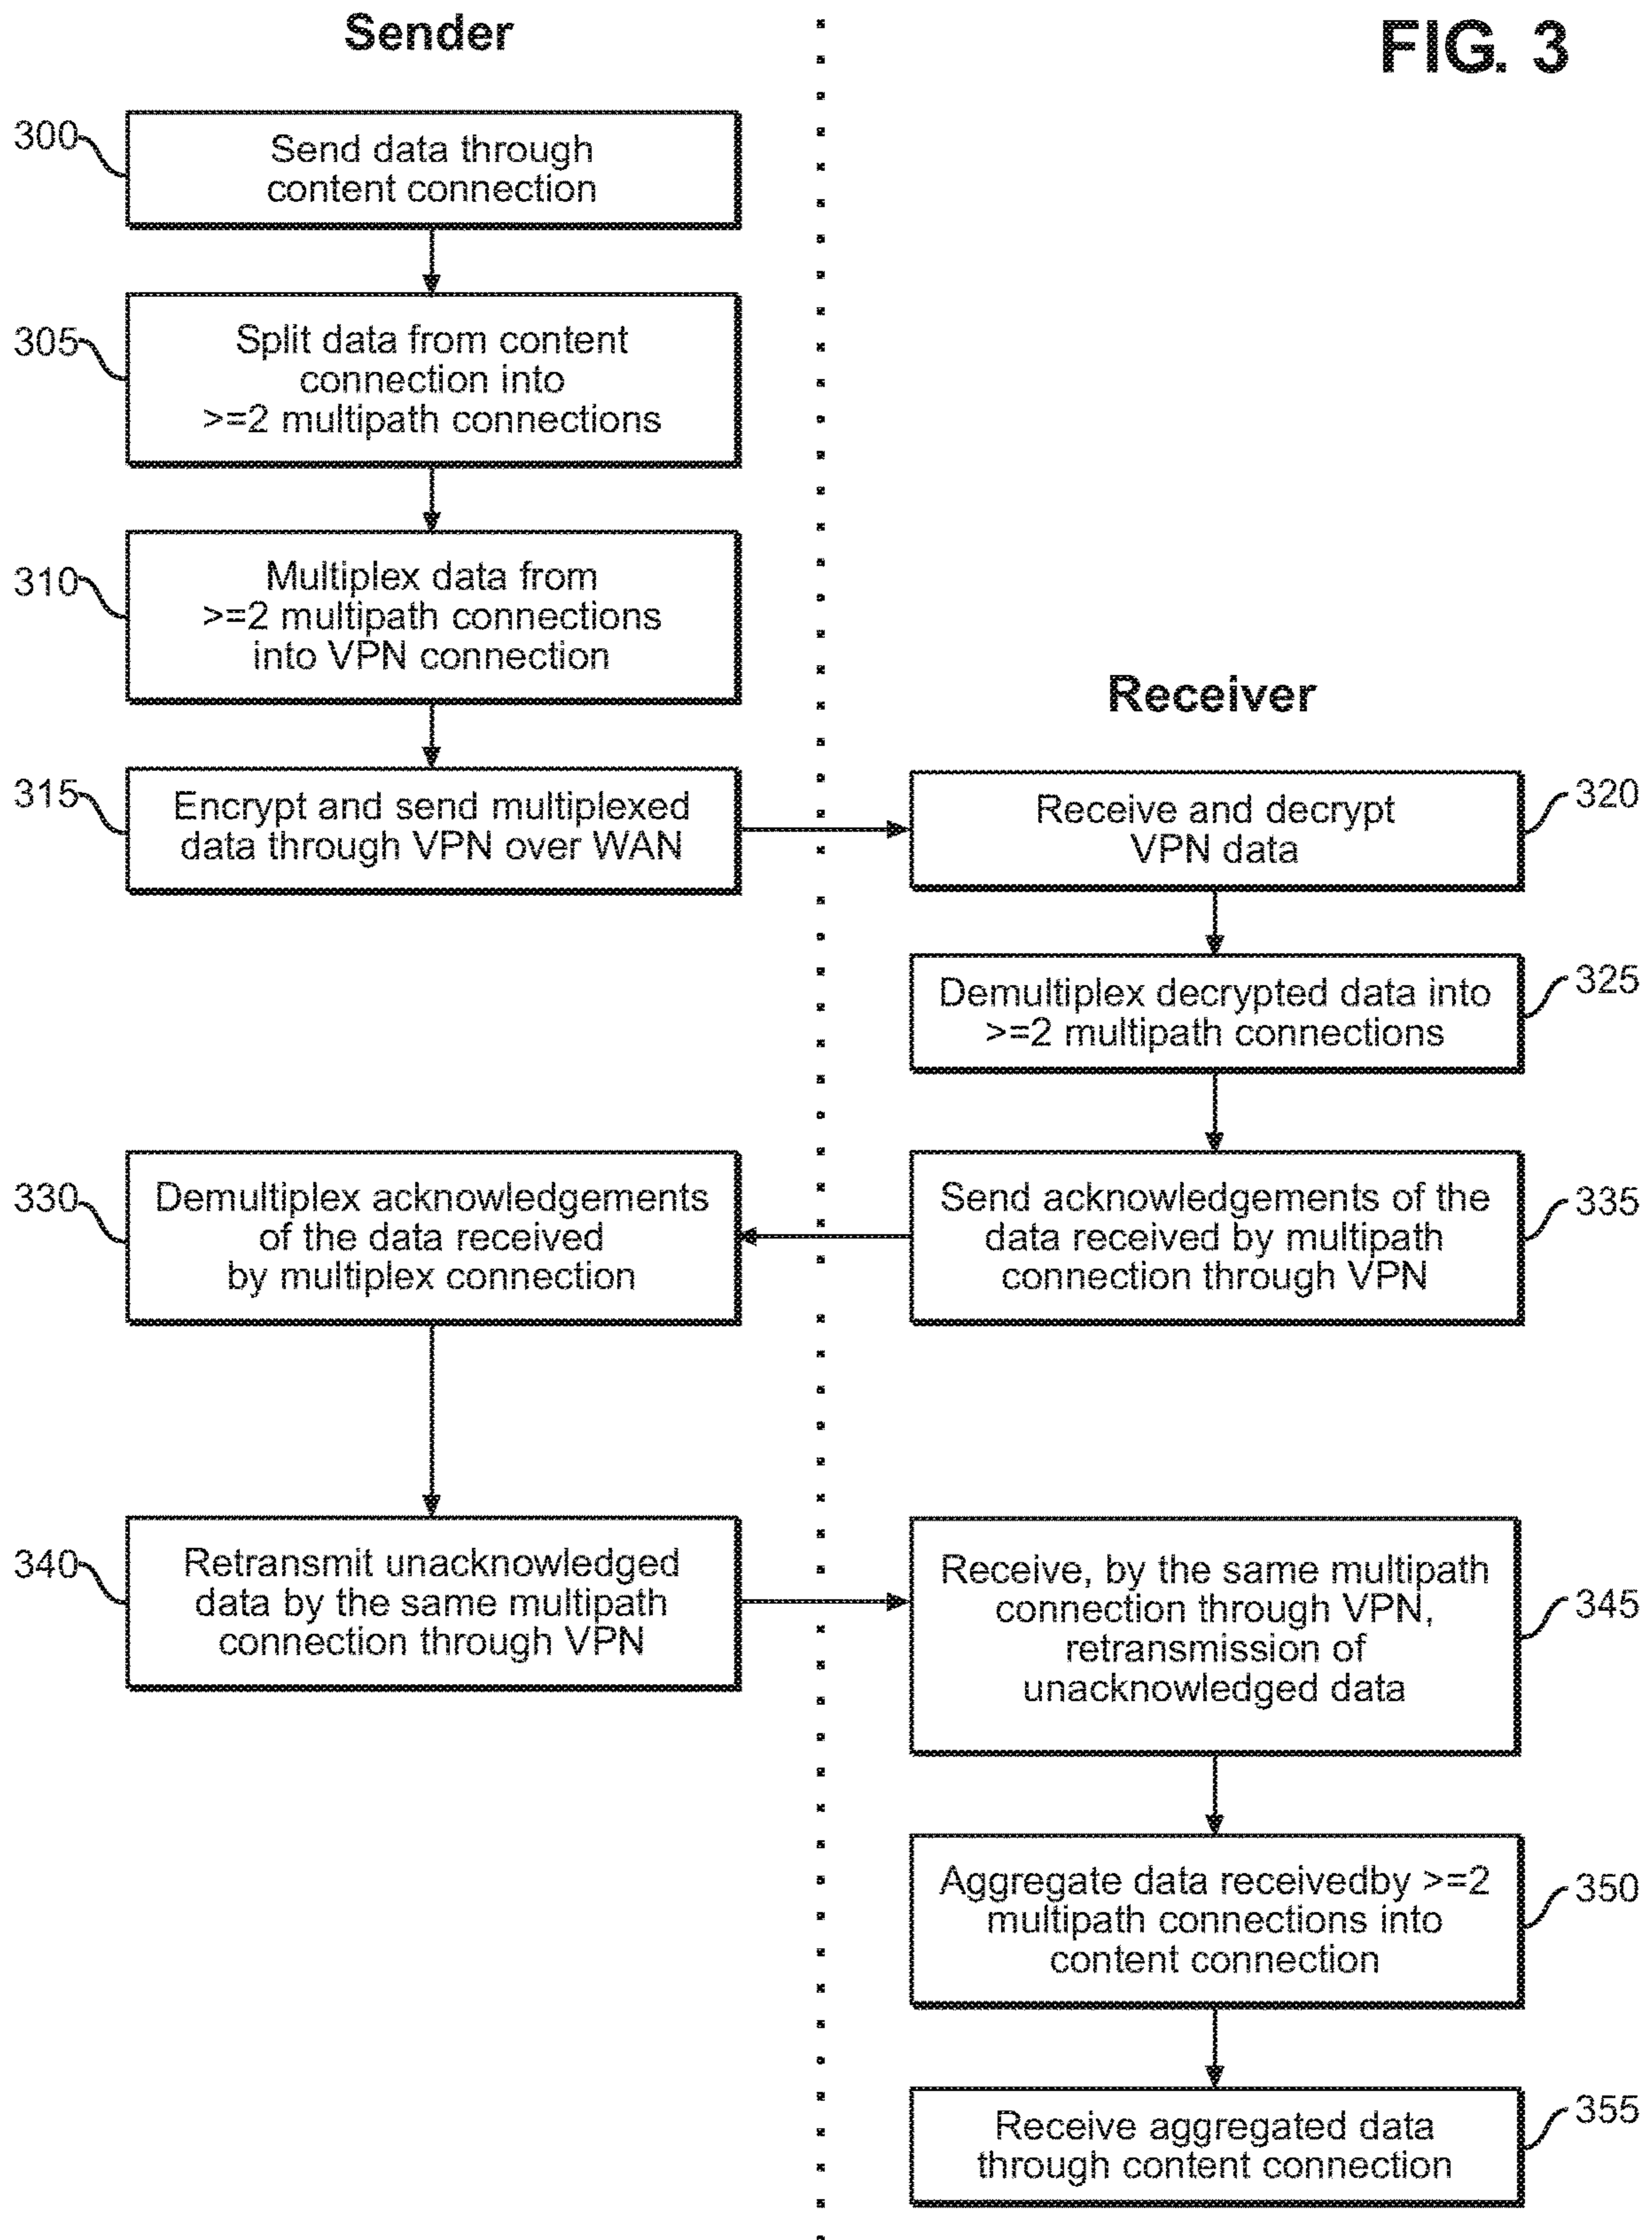 Sender
FIG. 3
300
Send data through
content connection
305
Split data from content
connection into
>=2 multipath connections
310
Multiplex data from
>=2 multipath connections
into VPN connection
Receiver
315
Encrypt and send multiplexed
data through VPN over WAN
Receive and decrypt
VPN data
320
Demultiplex decrypted data into
>=2 multipath connections
325
330
Demultiplex acknowledgements
of the data received
by multiplex connection
Send acknowledgements of the
data received by multipath
connection through VPN
335
340
Retransmit unacknowledged
data by the same multipath
connection through VPN
Receive, by the same multipath
connection through VPN,
retransmission of
unacknowledged data
345
Aggregate data receivedby >=2
multipath connections into
content connection
350
Receive aggregated data
through content connection
355